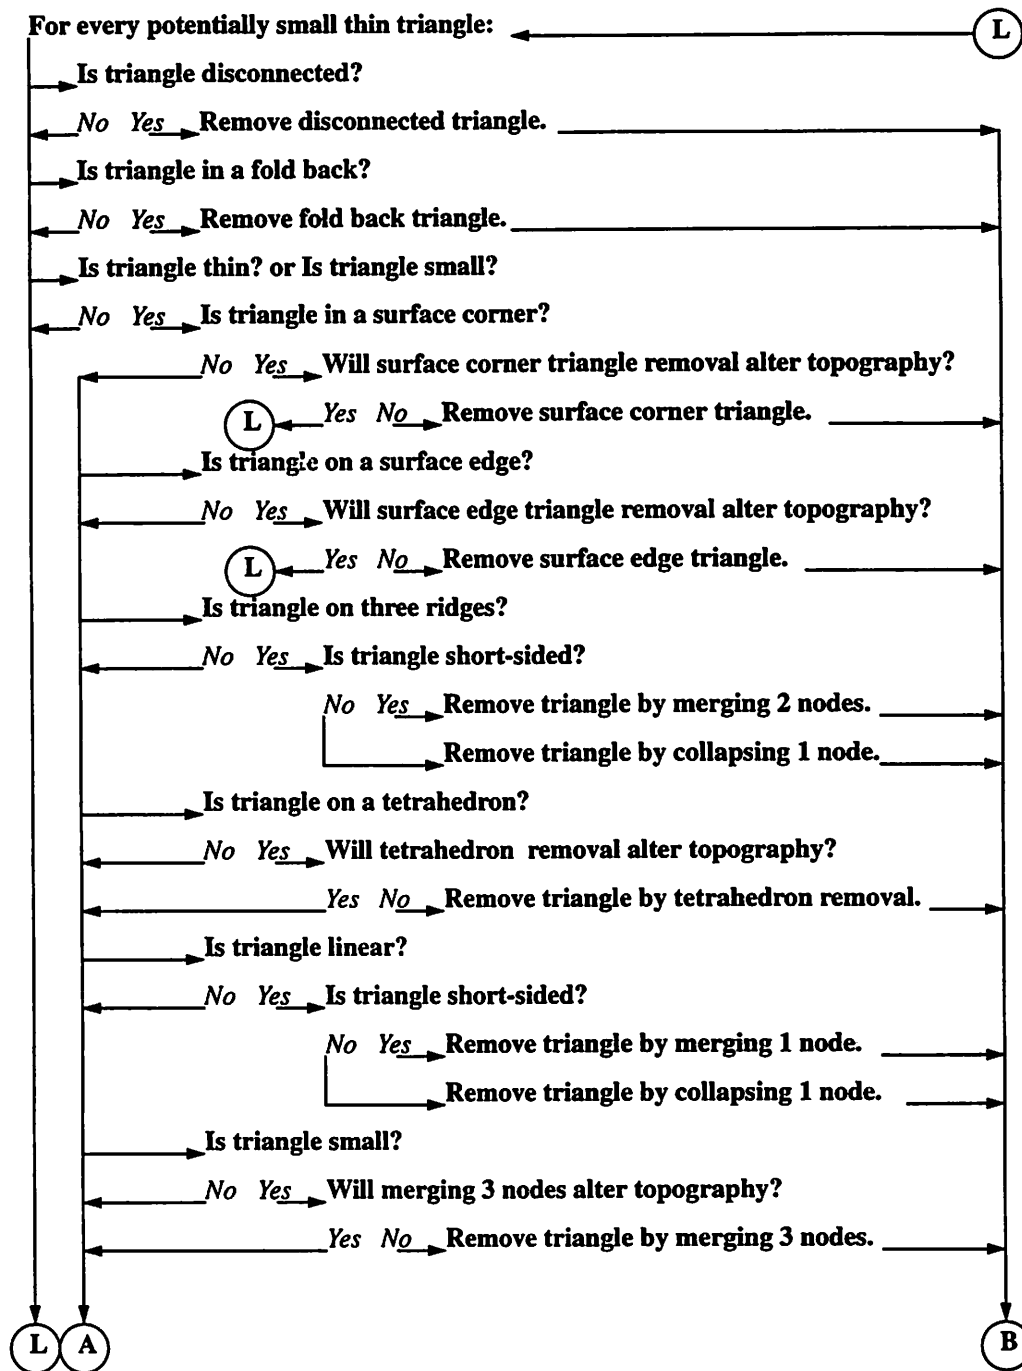 For every potentially small thin triangle: L
Is triangle disconnected?
No Yes Remove disconnected triangle.
Is triangle in a fold back?
No Yes Remove fold back triangle.
Is triangle thin? or Is triangle small?
No Yes Is triangle in a surface corner?
No Yes Will surface corner triangle removal alter topography?
L Yes No Remove surface corner triangle.
Is triangle on a surface edge?
No Yes Will surface edge triangle removal alter topography?
L Yes No Remove surface edge triangle.
Is triangle on three ridges?
No Yes Is triangle short-sided?
No Yes Remove triangle by merging 2 nodes.
Remove triangle by collapsing 1 node.
Is triangle on a tetrahedron?
No Yes Will tetrahedron removal alter topography?
Yes No Remove triangle by tetrahedron removal.
Is triangle linear?
No Yes Is triangle short-sided?
No Yes Remove triangle by merging 1 node.
Remove triangle by collapsing 1 node.
Is triangle small?
No Yes Will merging 3 nodes alter topography?
Yes No Remove triangle by merging 3 nodes.
L A B